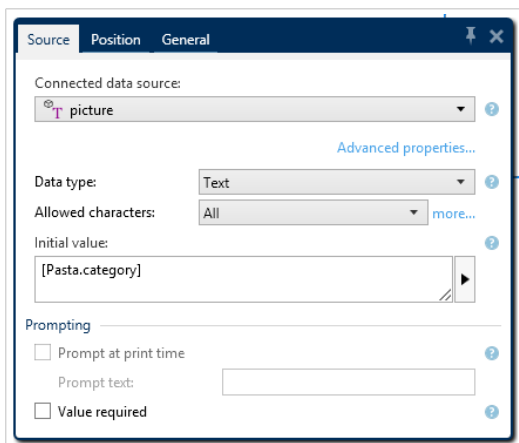 Source Position General
Connected data source:
T picture
Advanced properties...
Data type: Text
Allowed characters: All more...
Initial value:
[Pasta.category]
Prompting
Prompt at print time
Prompt text:
Value required